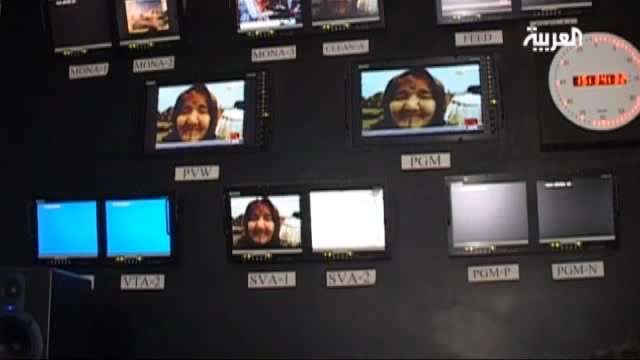 العربية
MONA-1
MONA-2
MONA-3
CLEAN-A
FEED
PVW
PGM
VTA-2
SVA-1
SVA-2
PGM-P
PGM-N